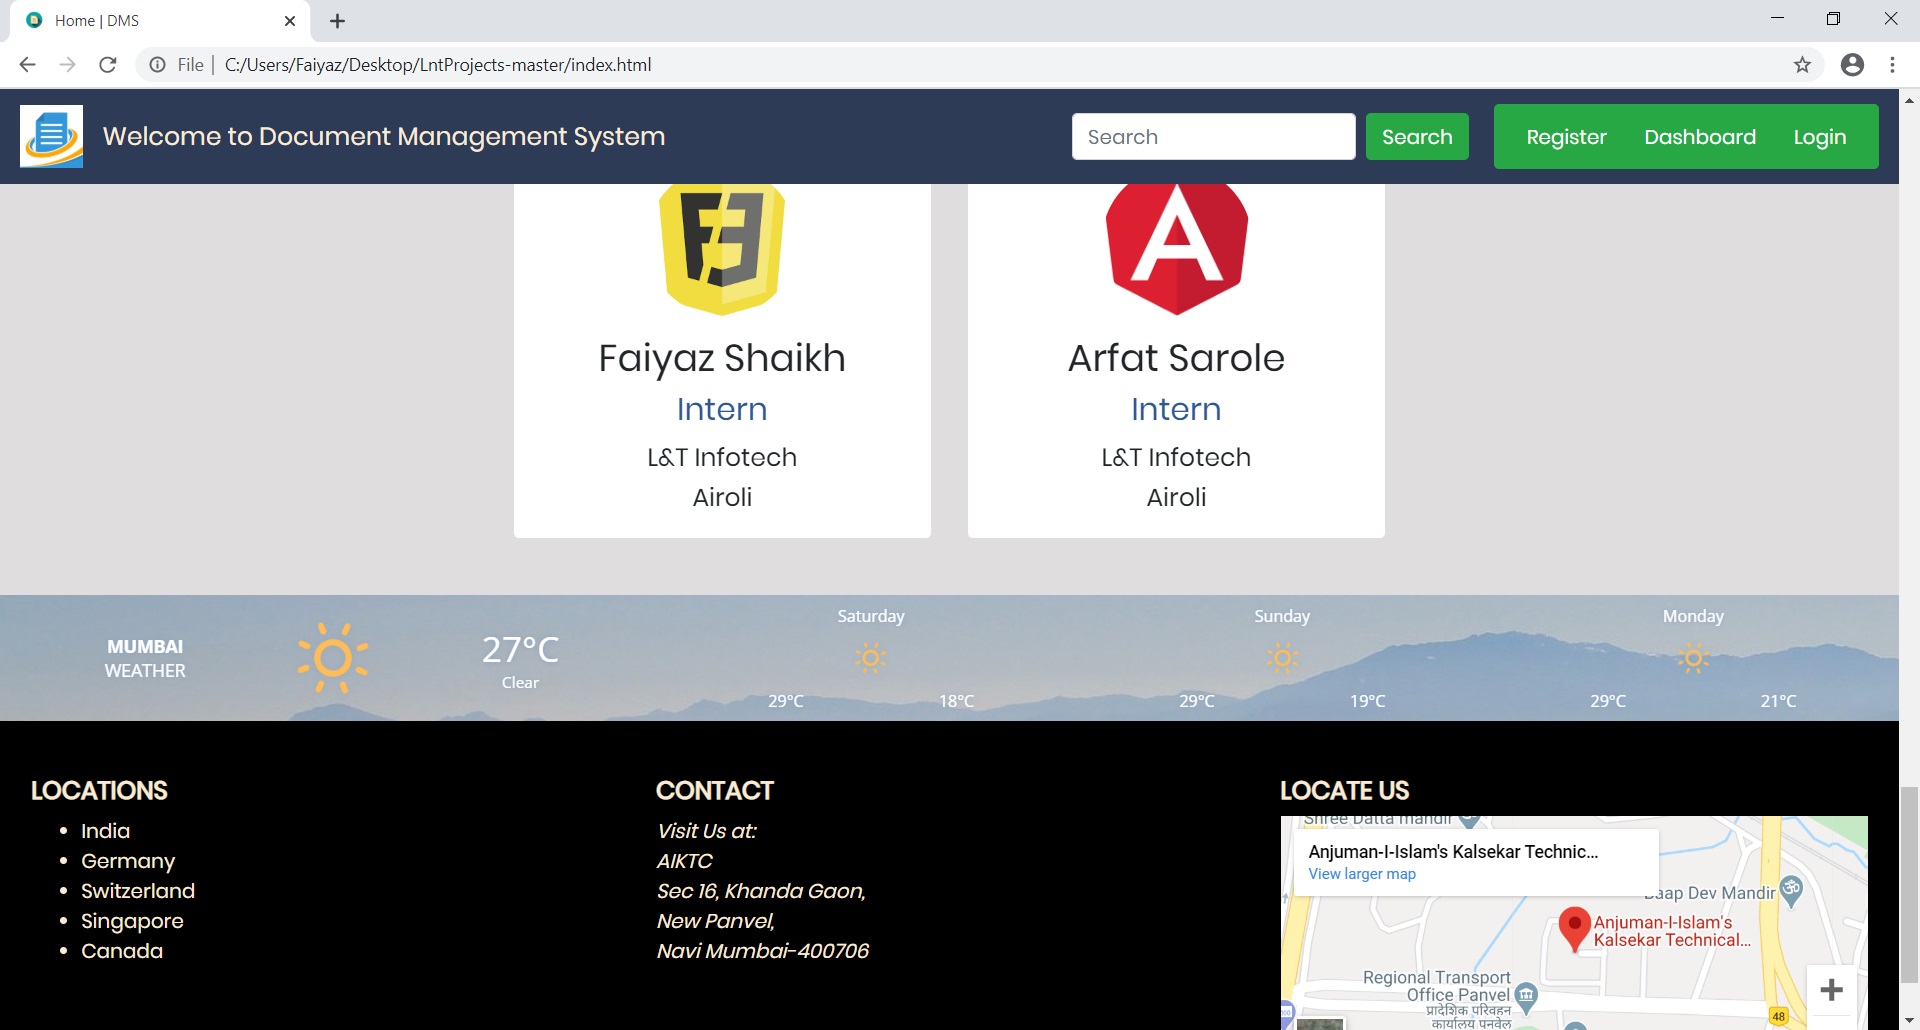 Home | DMS
File | C:/Users/Faiyaz/Desktop/LntProjects-master/index.html
Welcome to Document Management System
Search
Search
Register
Dashboard
Login
Faiyaz Shaikh
Intern
L&T Infotech
Airoli
Arfat Sarole
Intern
L&T Infotech
Airoli
MUMBAI
WEATHER
27°C
Clear
Saturday
29°C 18°C
Sunday
29°C 19°C
Monday
29°C 21°C
LOCATIONS
India
Germany
Switzerland
Singapore
Canada
CONTACT
Visit Us at:
AIKTC
Sec 16, Khanda Gaon,
New Panvel,
Navi Mumbai-400706
LOCATE US
Shree Datta mandir
Anjuman-I-Islam's Kalsekar Technic...
View larger map
Baap Dev Mandir
Anjuman-I-Islam's
Kalsekar Technical...
Regional Transport
Office Panvel
प्रादेशिक परिवहन
कार्यालय पनवेल
48